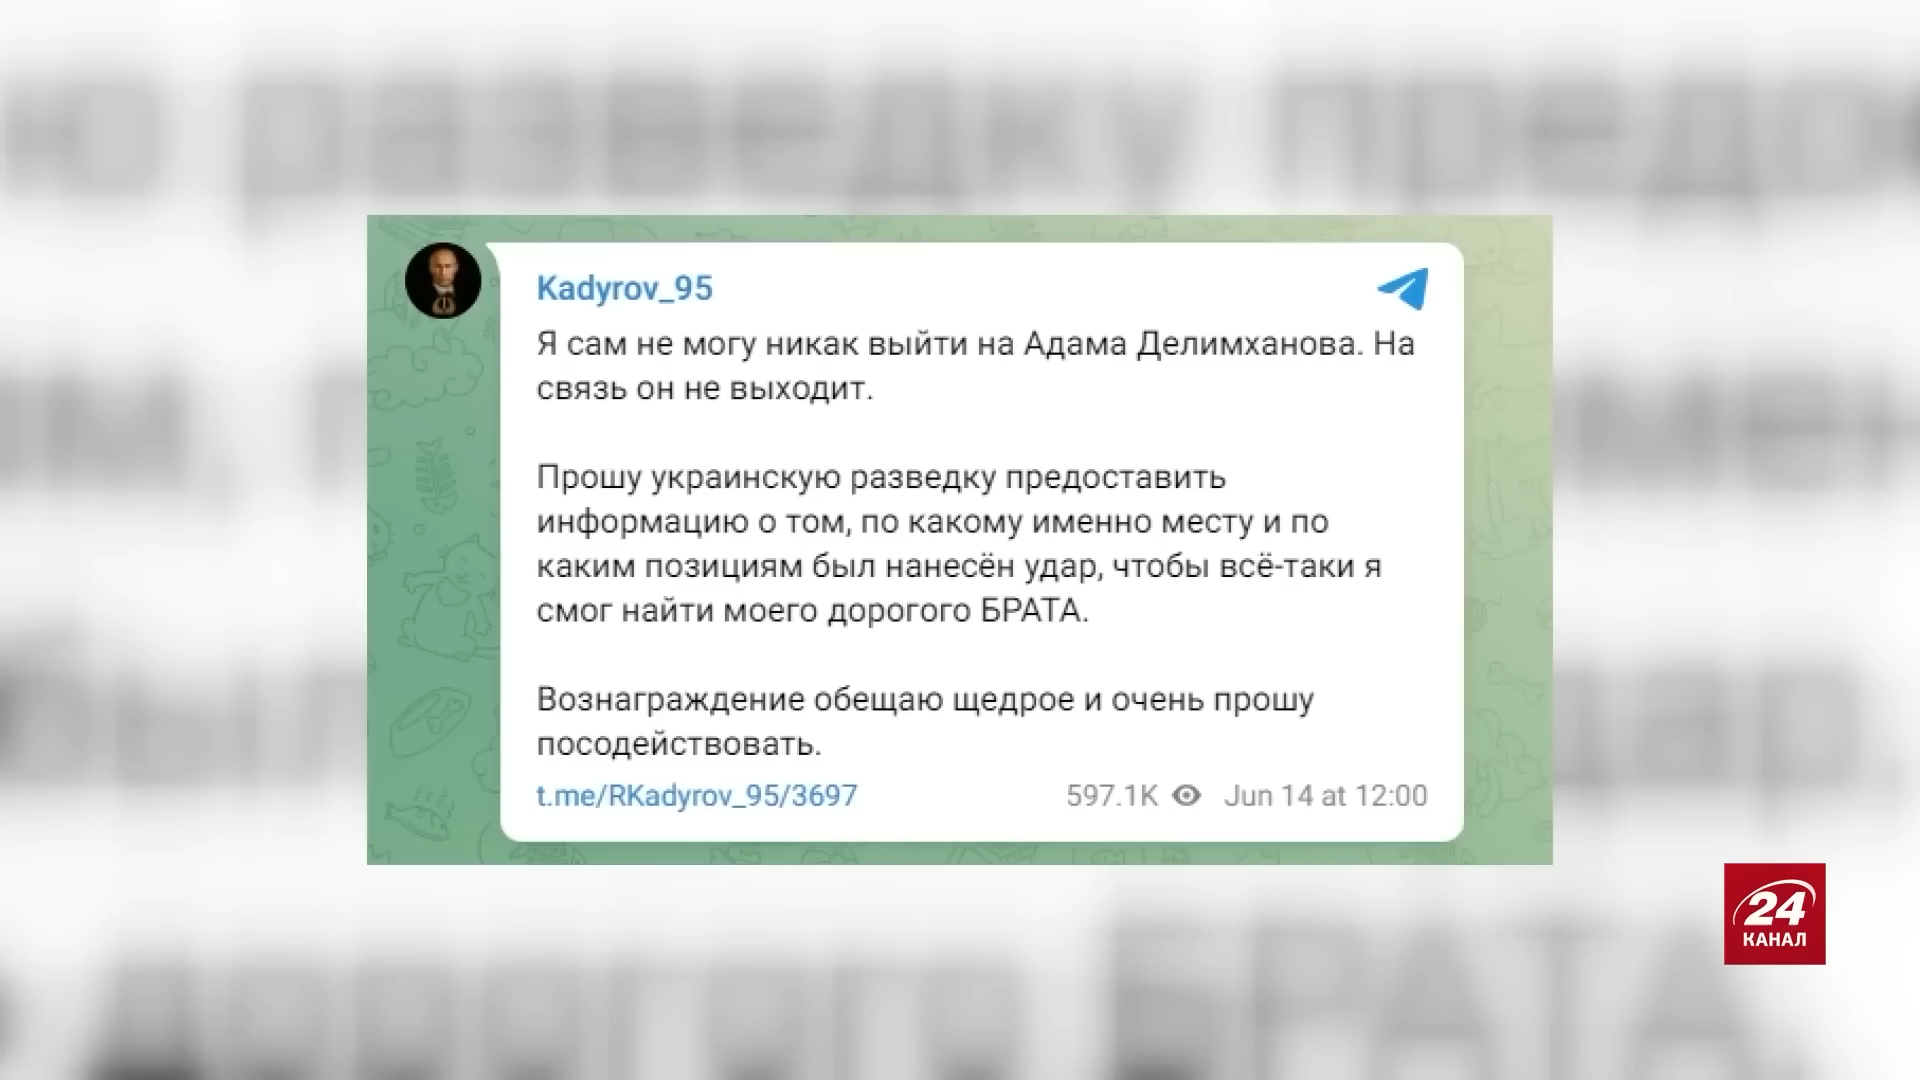 Kadyrov_95
Я сам не могу никак выйти на Адама Делимханова. На
связь он не выходит.
Прошу украинскую разведку предоставить
информацию о том, по какому именно месту и по
каким позициям был нанесён удар, чтобы всё-таки я
смог найти моего дорогого БРАТА.
Вознаграждение обещаю щедрое и очень прошу
посодействовать.
t.me/RKadyrov_95/3697 597.1K Jun 14 at 12:00
24
КАНАЛ